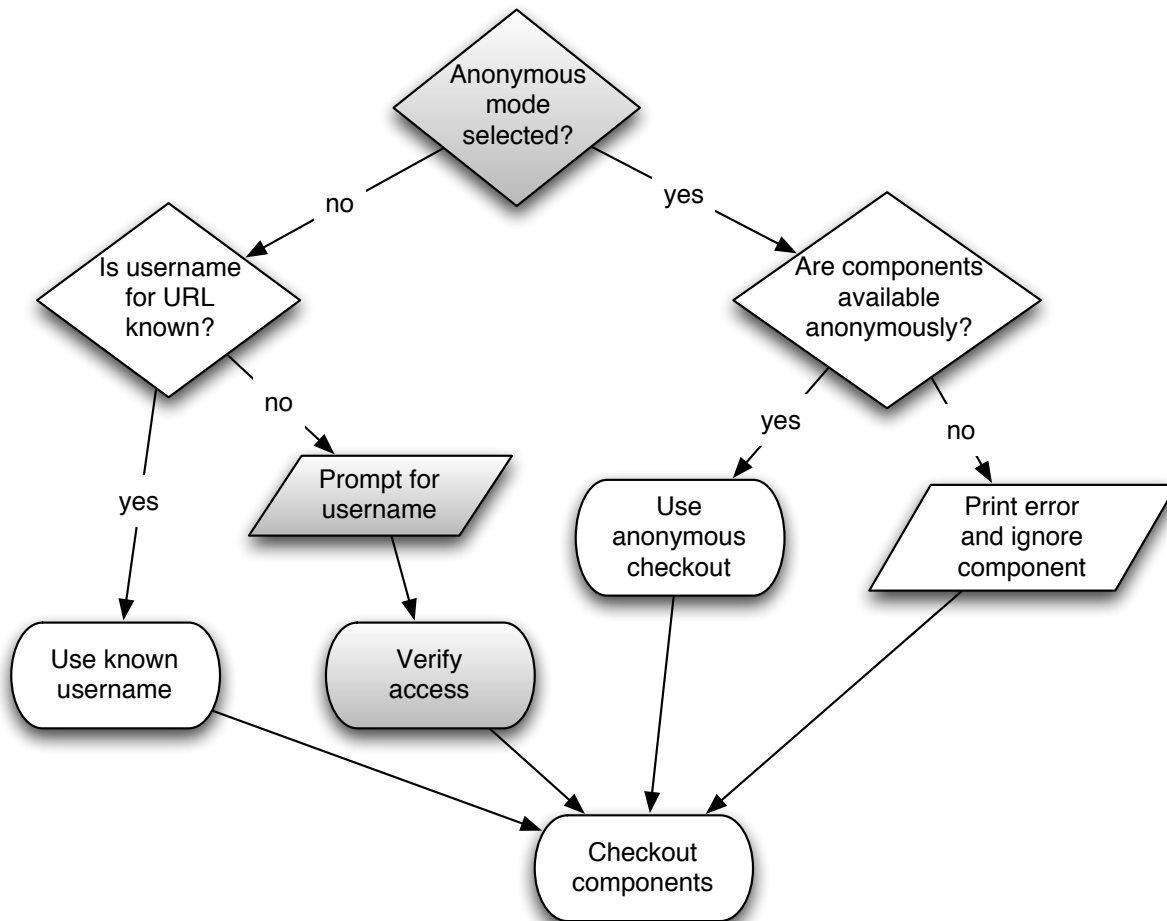 Anonymous
mode
selected?
no
yes
Is username
for URL
known?
Are components
available
anonymously?
no
yes
yes
no
Prompt for
username
Use
anonymous
checkout
Print error
and ignore
component
yes
Use known
username
Verify
access
Checkout
components